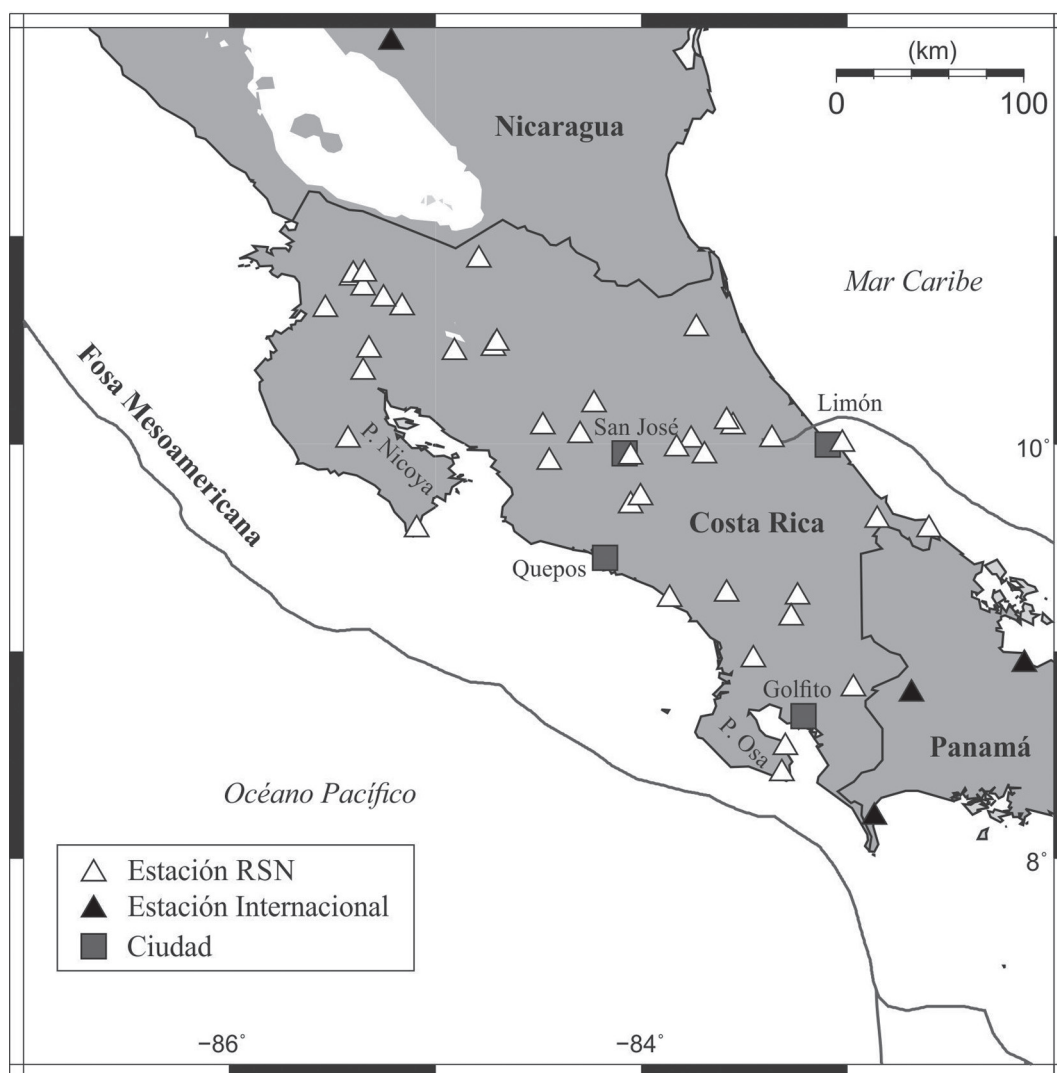 (km)
0 100
Nicaragua
Mar Caribe
Fosa Mesoamericana
Limón
San José
10°
P. Nicoya
Costa Rica
Quepos
Golfito
P. Osa
Panamá
Océano Pacífico
8°
Estación RSN
Estación Internacional
Ciudad
−86° −84°